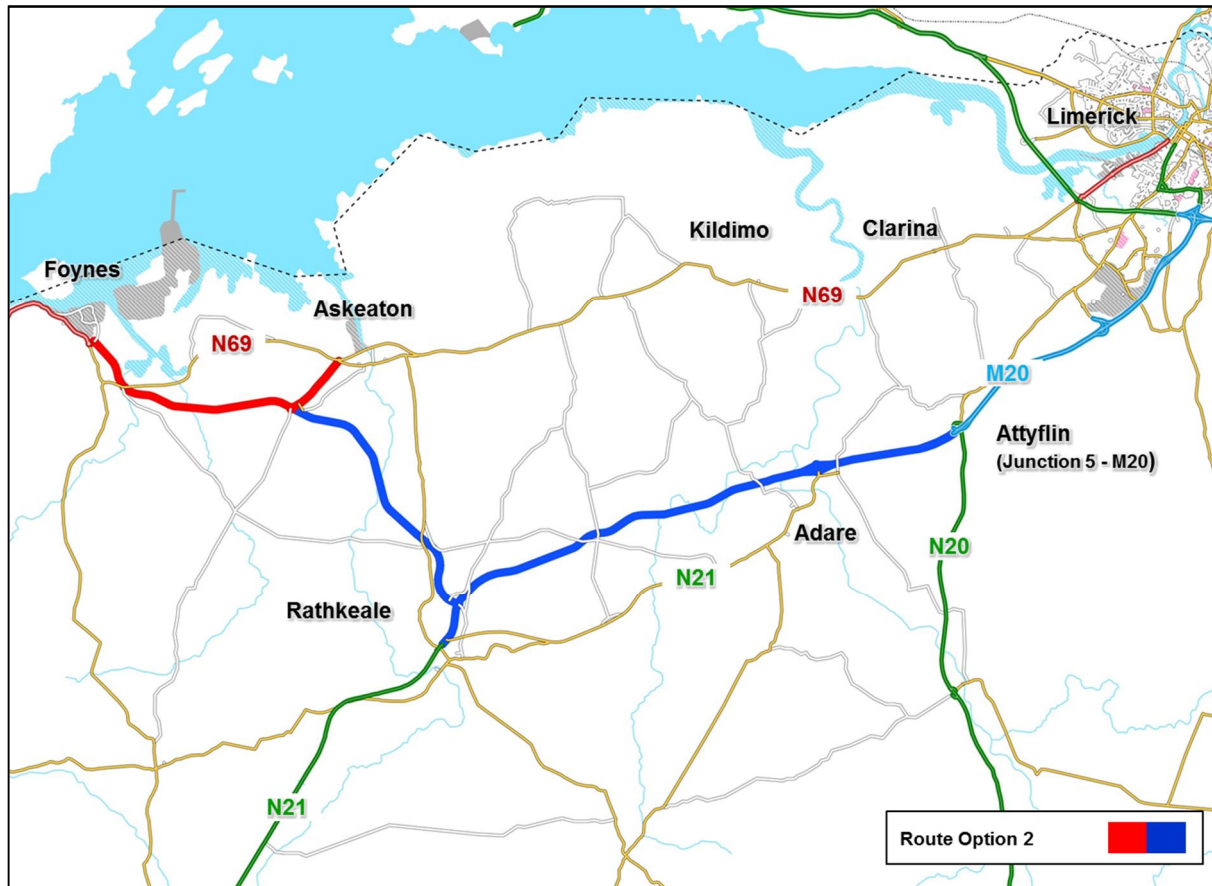 Limerick
Kildimo
Clarina
Foynes
Askeaton
N69
N69
M20
Attyflin
(Junction 5 - M20)
Adare
N20
N21
Rathkeale
N21
Route Option 2